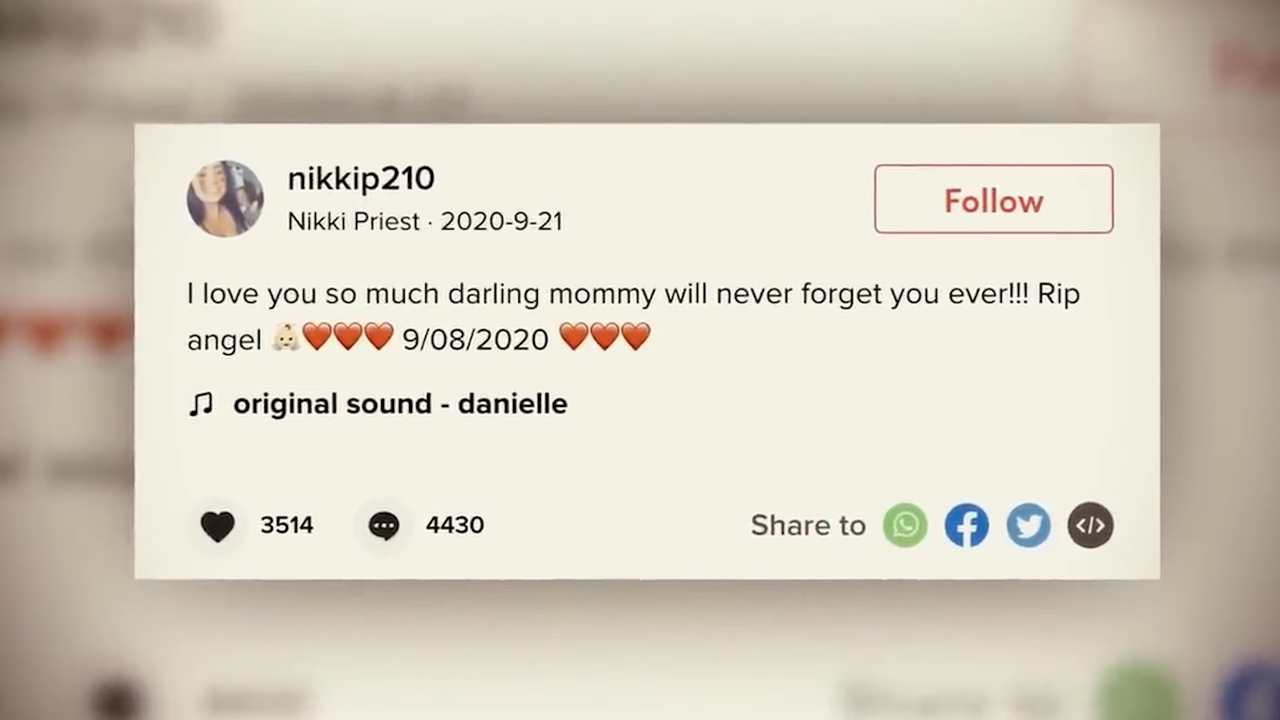 nikkip210
Nikki Priest · 2020-9-21
Follow
I love you so much darling mommy will never forget you ever!!! Rip
angel 👼🏻❤️❤️❤️ 9/08/2020 ❤️❤️❤️
original sound - danielle
3514
4430
Share to